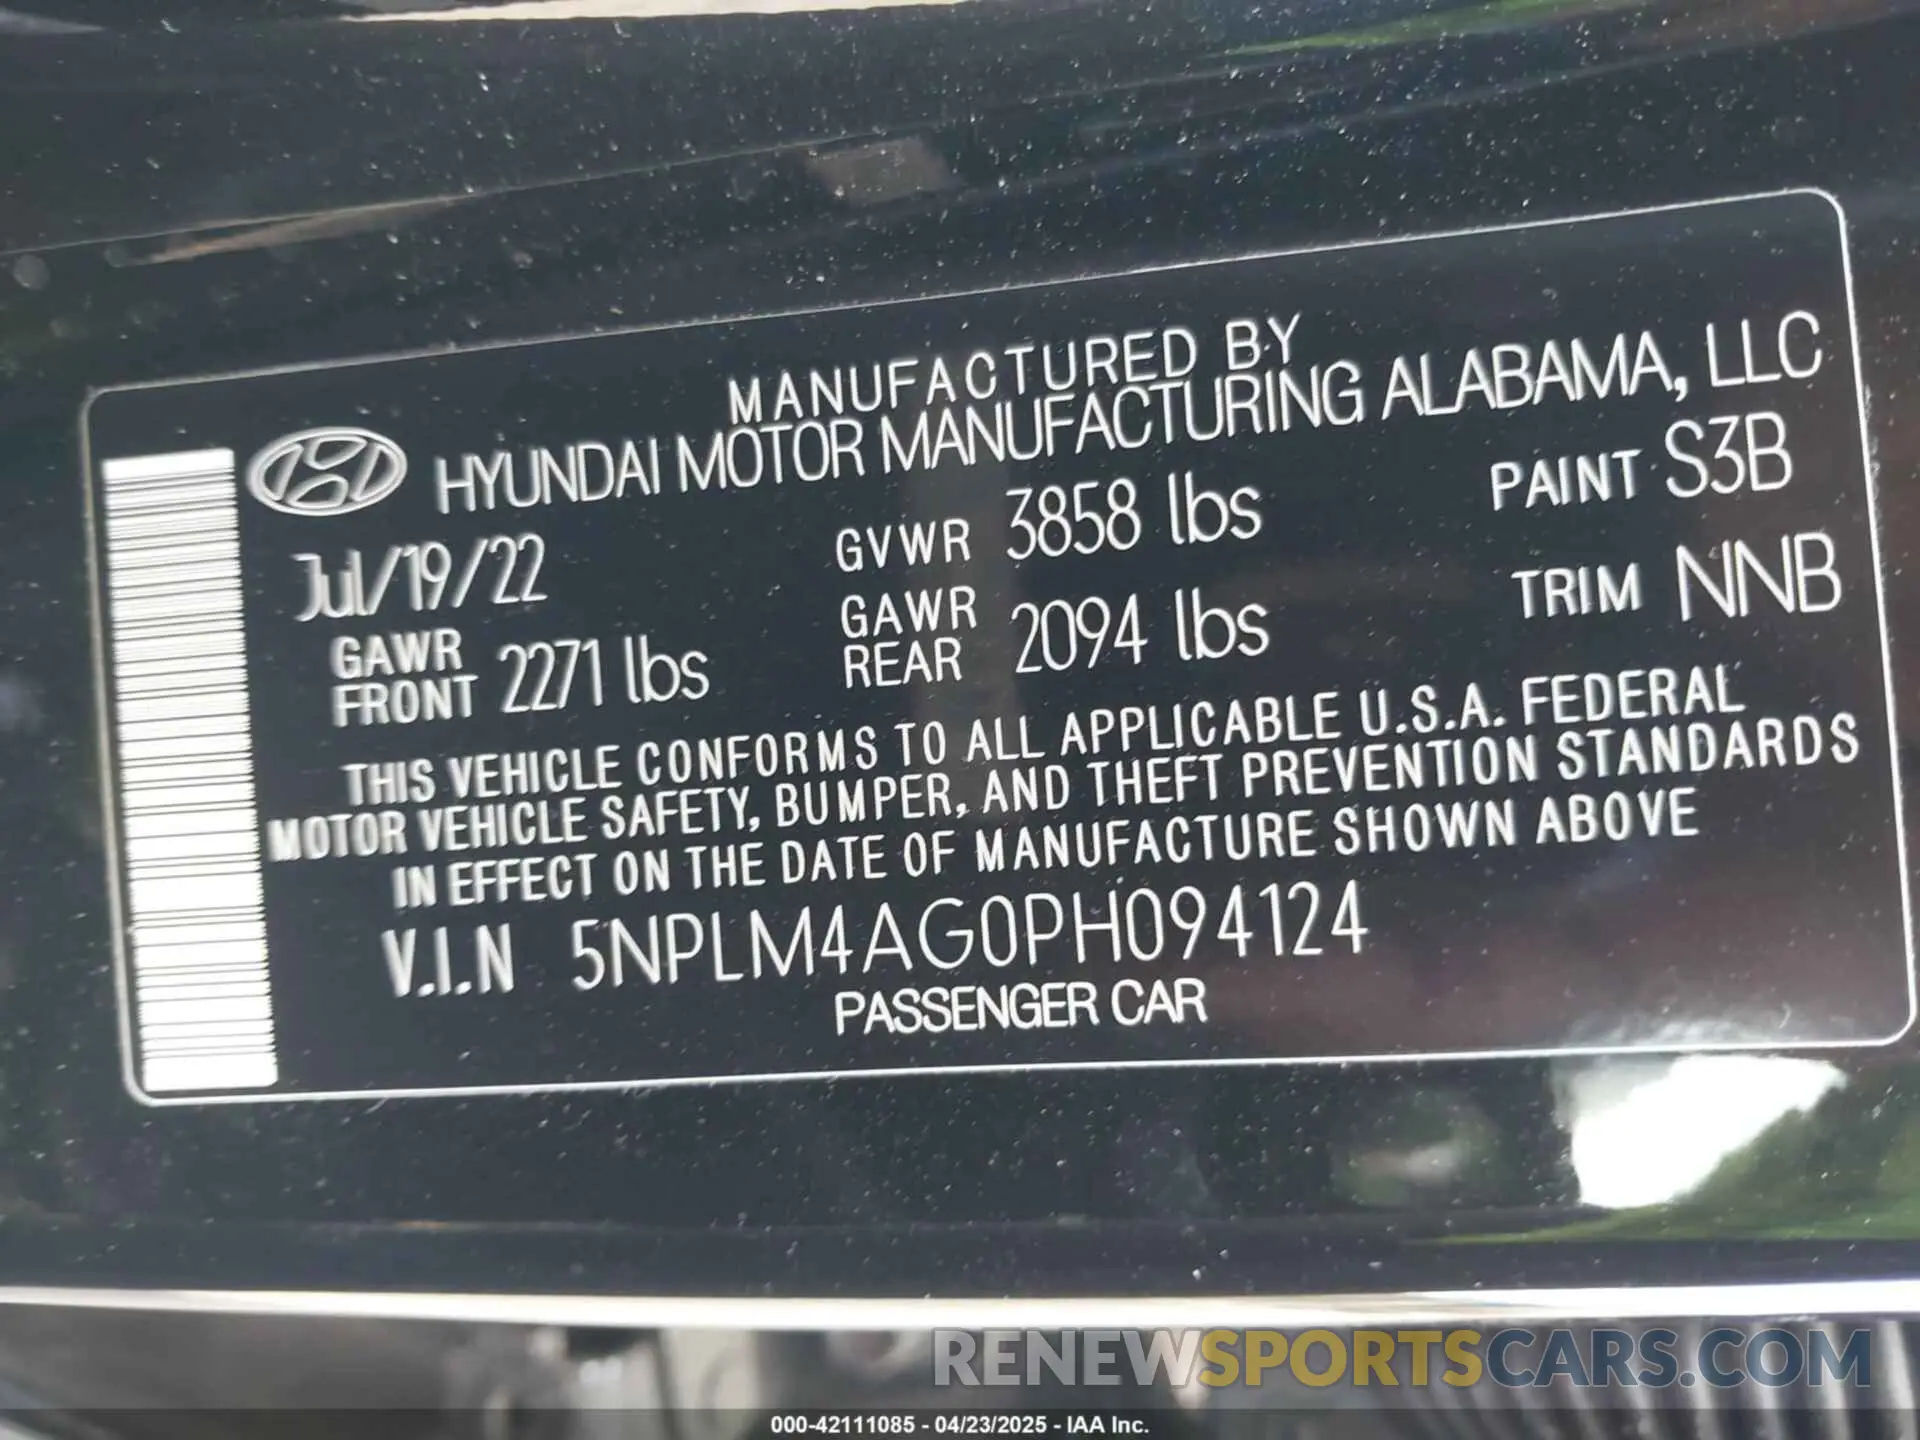 MANUFACTURED BY
HYUNDAI MOTOR MANUFACTURING ALABAMA, LLC
Jul/19/22 GVWR 3858 lbs PAINT S3B
GAWR FRONT 2271 lbs GAWR REAR 2094 lbs TRIM NNB
THIS VEHICLE CONFORMS TO ALL APPLICABLE U.S.A. FEDERAL
MOTOR VEHICLE SAFETY, BUMPER, AND THEFT PREVENTION STANDARDS
IN EFFECT ON THE DATE OF MANUFACTURE SHOWN ABOVE
V.I.N 5NPLM4AG0PH094124
PASSENGER CAR
RENEWSPORTSCARS.COM
000-42111085 - 04/23/2025 - IAA Inc.